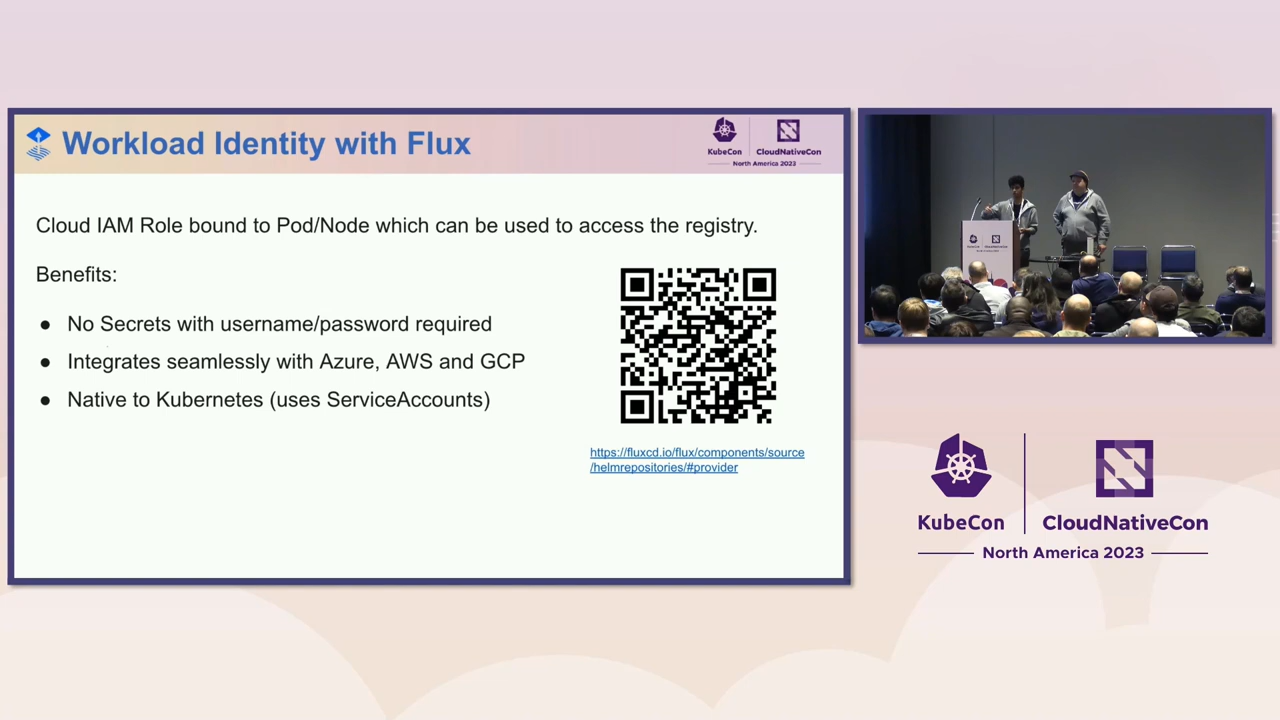 Workload Identity with Flux
KubeCon
CloudNativeCon
North America 2023
Cloud IAM Role bound to Pod/Node which can be used to access the registry.
Benefits:
● No Secrets with username/password required
● Integrates seamlessly with Azure, AWS and GCP
● Native to Kubernetes (uses ServiceAccounts)
https://fluxcd.io/flux/components/source
/helmrepositories/#provider
KubeCon
CloudNativeCon
North America 2023